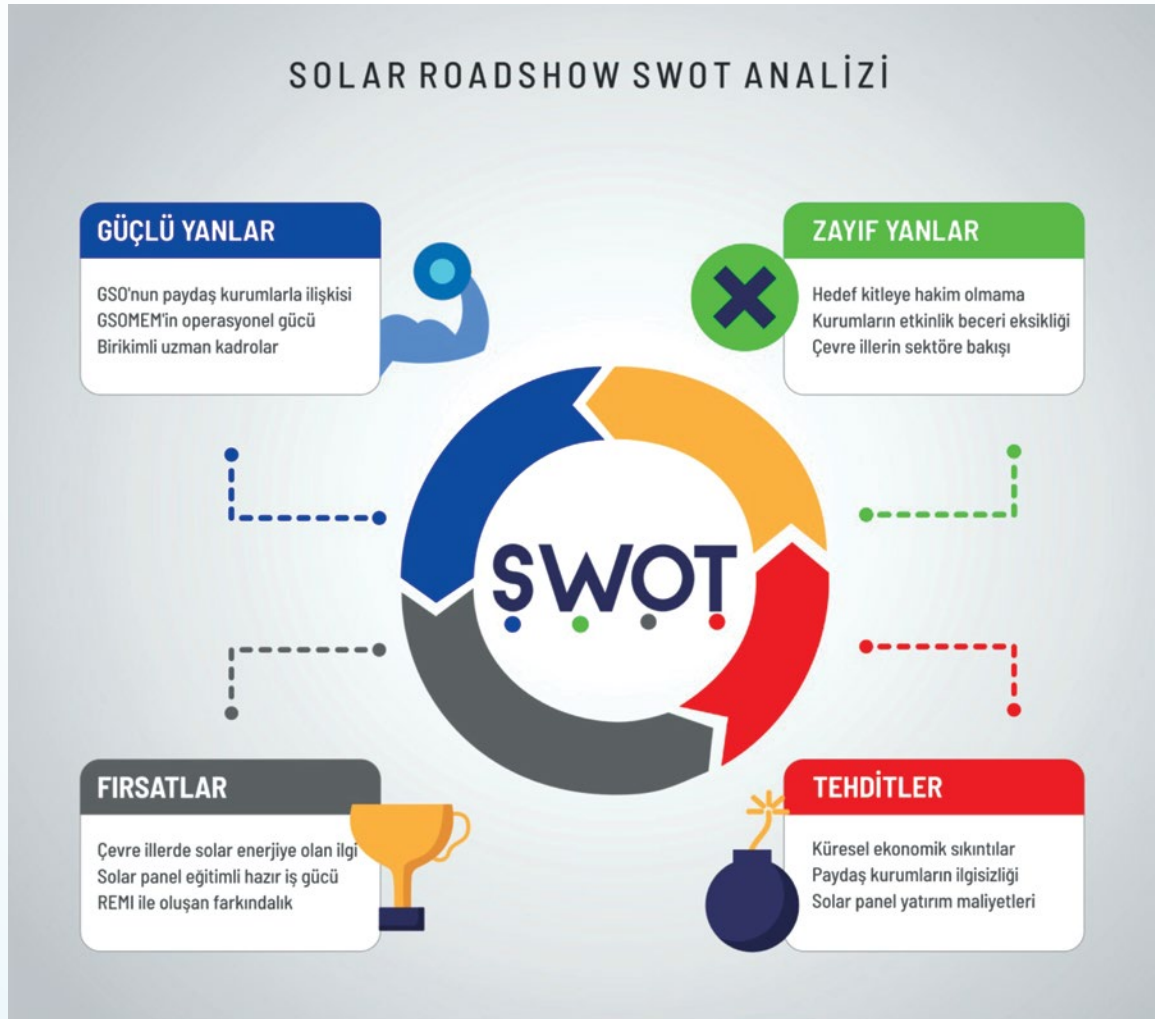 SOLAR ROADSHOW SWOT ANALİZİ
GÜÇLÜ YANLAR
GSO'nun paydaş kurumlarla ilişkisi
GSOMEM'in operasyonel gücü
Birikimli uzman kadrolar
ZAYIF YANLAR
Hedef kitleye hakim olmama
Kurumların etkinlik beceri eksikliği
Çevre illerin sektöre bakışı
SWOT
FIRSATLAR
Çevre illerde solar enerjiye olan ilgi
Solar panel eğitimli hazır iş gücü
REMI ile oluşan farkındalık
TEHDİTLER
Küresel ekonomik sıkıntılar
Paydaş kurumların ilgisizliği
Solar panel yatırım maliyetleri